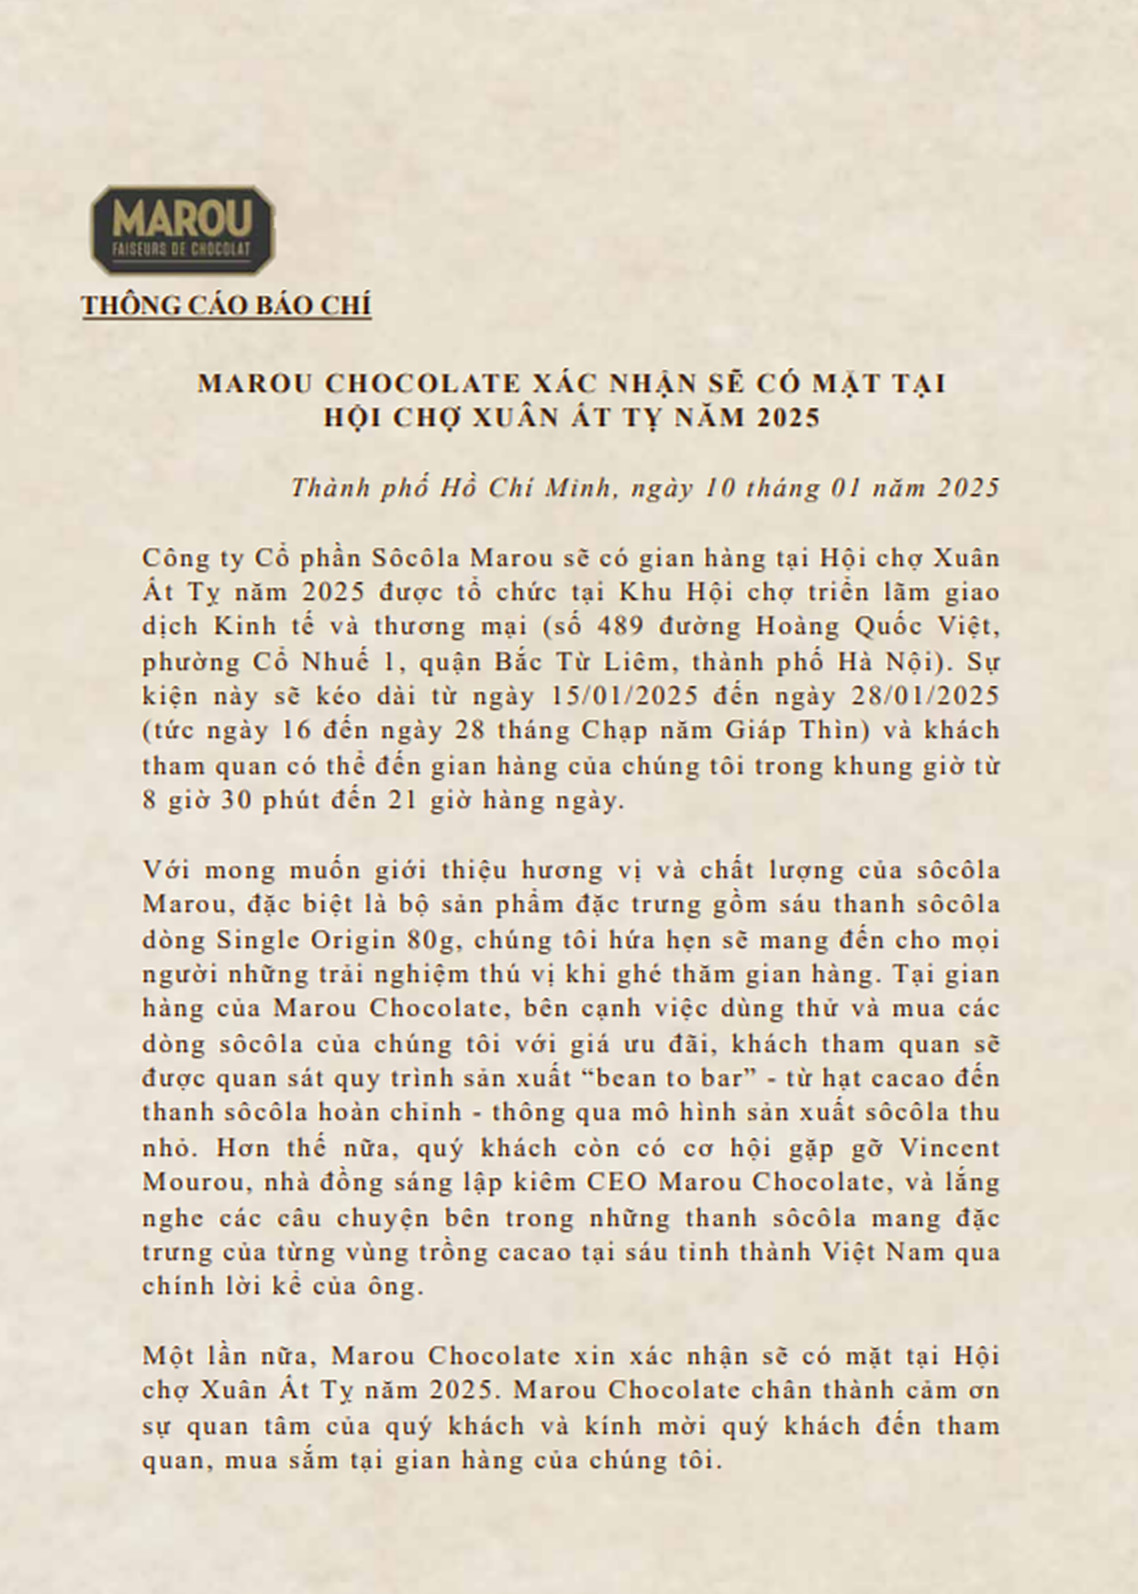 MAROU
FAISEURS DE CHOCOLAT
THÔNG CÁO BÁO CHÍ
MAROU CHOCOLATE XÁC NHẬN SẼ CÓ MẶT TẠI
HỘI CHỢ XUÂN ẤT TỴ NĂM 2025
Thành phố Hồ Chí Minh, ngày 10 tháng 01 năm 2025
Công ty Cổ phần Sôcôla Marou sẽ có gian hàng tại Hội chợ Xuân
Ất Tỵ năm 2025 được tổ chức tại Khu Hội chợ triển lãm giao
dịch Kinh tế và thương mại (số 489 đường Hoàng Quốc Việt,
phường Cổ Nhuế 1, quận Bắc Từ Liêm, thành phố Hà Nội). Sự
kiện này sẽ kéo dài từ ngày 15/01/2025 đến ngày 28/01/2025
(tức ngày 16 đến ngày 28 tháng Chạp năm Giáp Thìn) và khách
tham quan có thể đến gian hàng của chúng tôi trong khung giờ từ
8 giờ 30 phút đến 21 giờ hàng ngày.
Với mong muốn giới thiệu hương vị và chất lượng của sôcôla
Marou, đặc biệt là bộ sản phẩm đặc trưng gồm sáu thanh sôcôla
dòng Single Origin 80g, chúng tôi hứa hẹn sẽ mang đến cho mọi
người những trải nghiệm thú vị khi ghé thăm gian hàng. Tại gian
hàng của Marou Chocolate, bên cạnh việc dùng thử và mua các
dòng sôcôla của chúng tôi với giá ưu đãi, khách tham quan sẽ
được quan sát quy trình sản xuất “bean to bar” - từ hạt cacao đến
thanh sôcôla hoàn chỉnh - thông qua mô hình sản xuất sôcôla thu
nhỏ. Hơn thế nữa, quý khách còn có cơ hội gặp gỡ Vincent
Mourou, nhà đồng sáng lập kiêm CEO Marou Chocolate, và lắng
nghe các câu chuyện bên trong những thanh sôcôla mang đặc
trưng của từng vùng trồng cacao tại sáu tỉnh thành Việt Nam qua
chính lời kể của ông.
Một lần nữa, Marou Chocolate xin xác nhận sẽ có mặt tại Hội
chợ Xuân Ất Tỵ năm 2025. Marou Chocolate chân thành cảm ơn
sự quan tâm của quý khách và kính mời quý khách đến tham
quan, mua sắm tại gian hàng của chúng tôi.